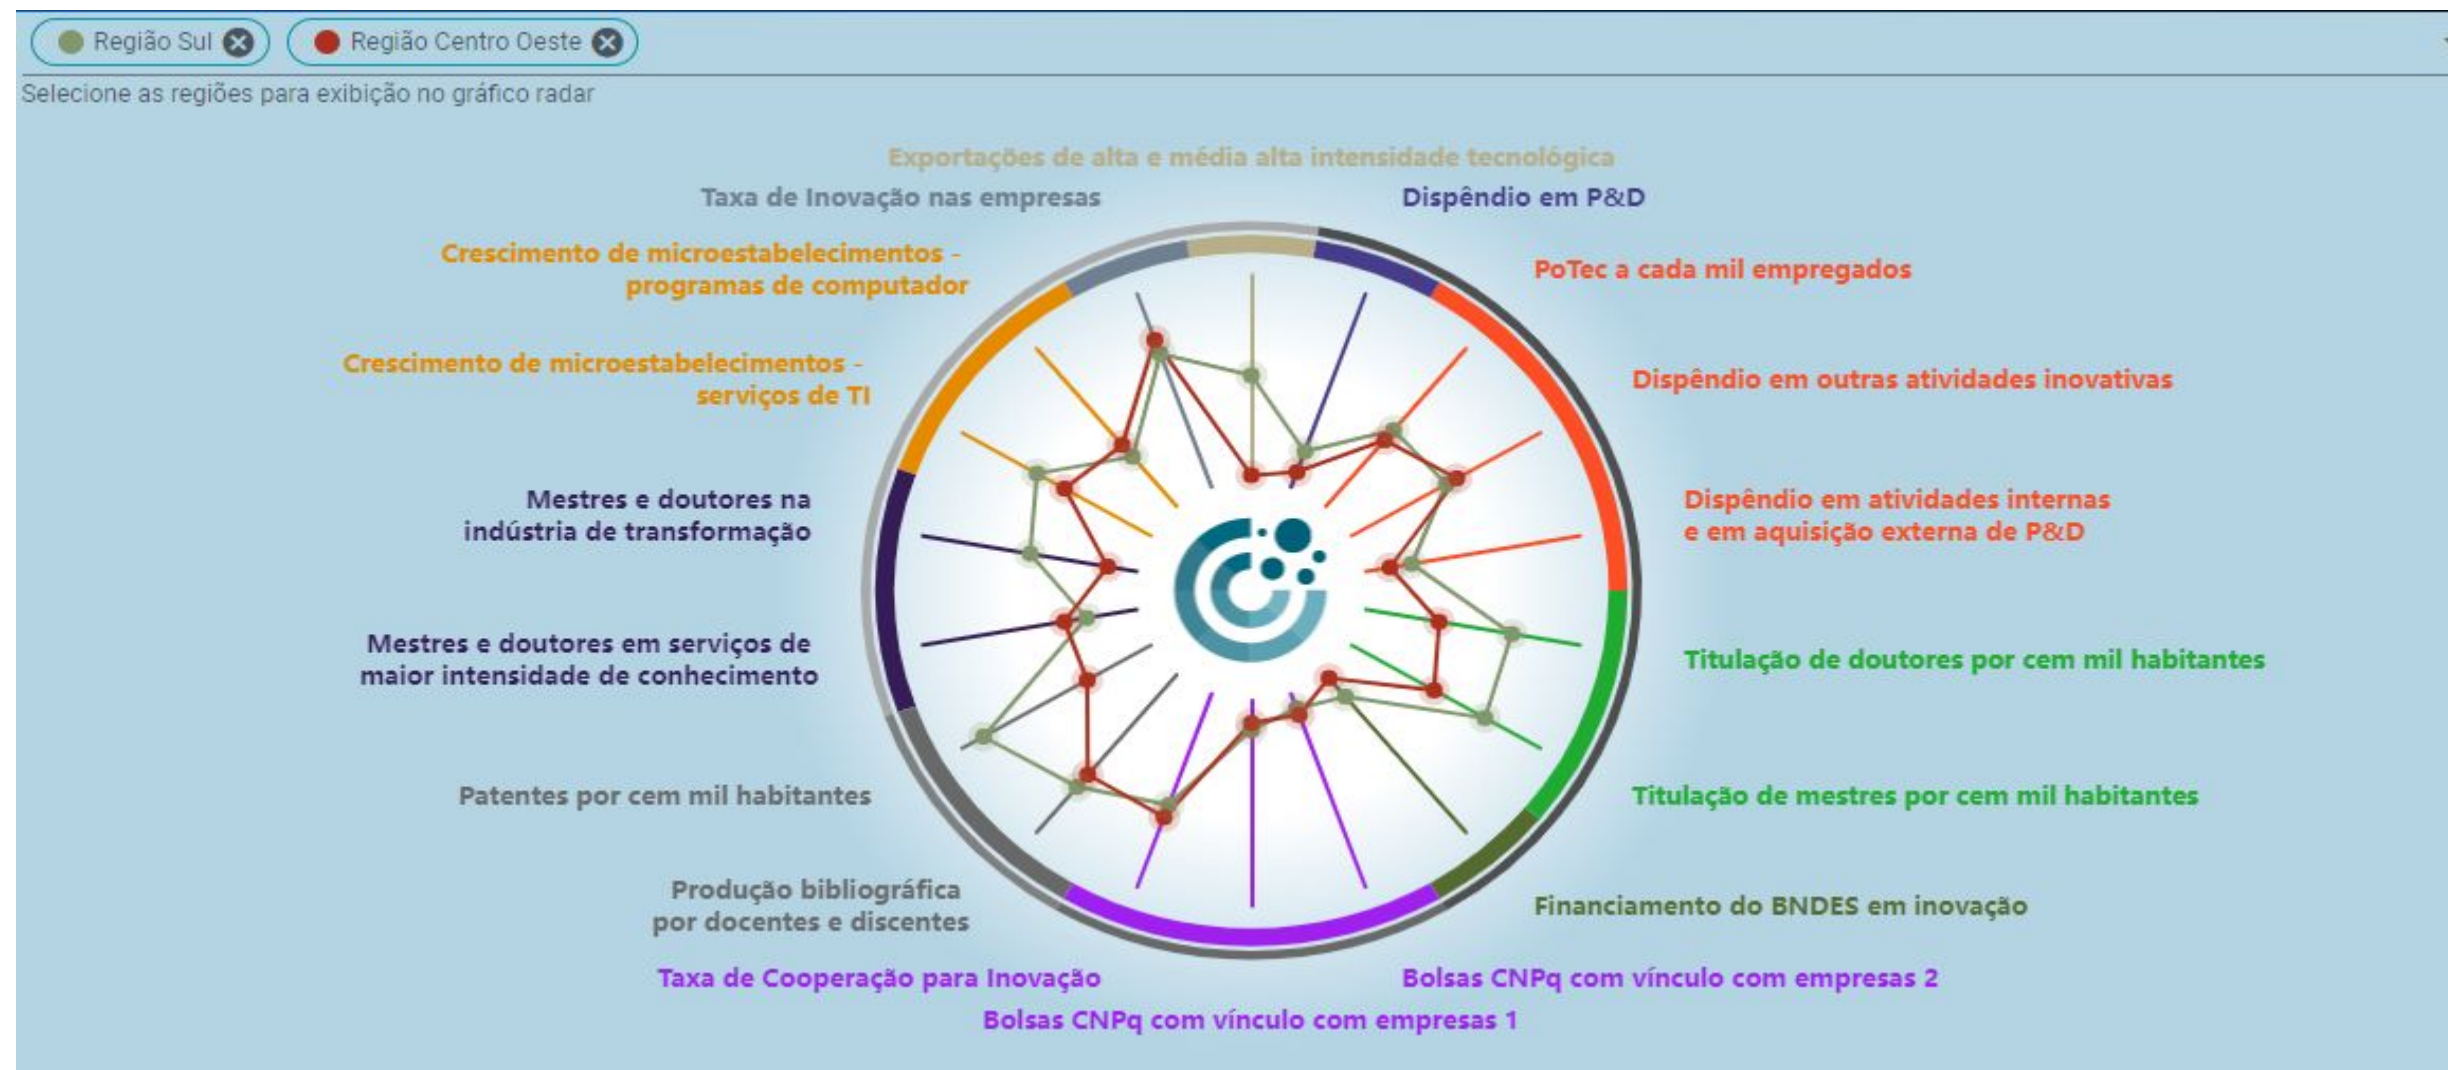 Região Sul
Região Centro Oeste
Selecione as regiões para exibição no gráfico radar
Exportações de alta e média alta intensidade tecnológica
Taxa de Inovação nas empresas
Dispêndio em P&D
Crescimento de microestabelecimentos -
programas de computador
PoTec a cada mil empregados
Crescimento de microestabelecimentos -
serviços de TI
Dispêndio em outras atividades inovativas
Mestres e doutores na
indústria de transformação
Dispêndio em atividades internas
e em aquisição externa de P&D
Mestres e doutores em serviços de
maior intensidade de conhecimento
Titulação de doutores por cem mil habitantes
Patentes por cem mil habitantes
Titulação de mestres por cem mil habitantes
Produção bibliográfica
por docentes e discentes
Financiamento do BNDES em inovação
Taxa de Cooperação para Inovação
Bolsas CNPq com vínculo com empresas 2
Bolsas CNPq com vínculo com empresas 1